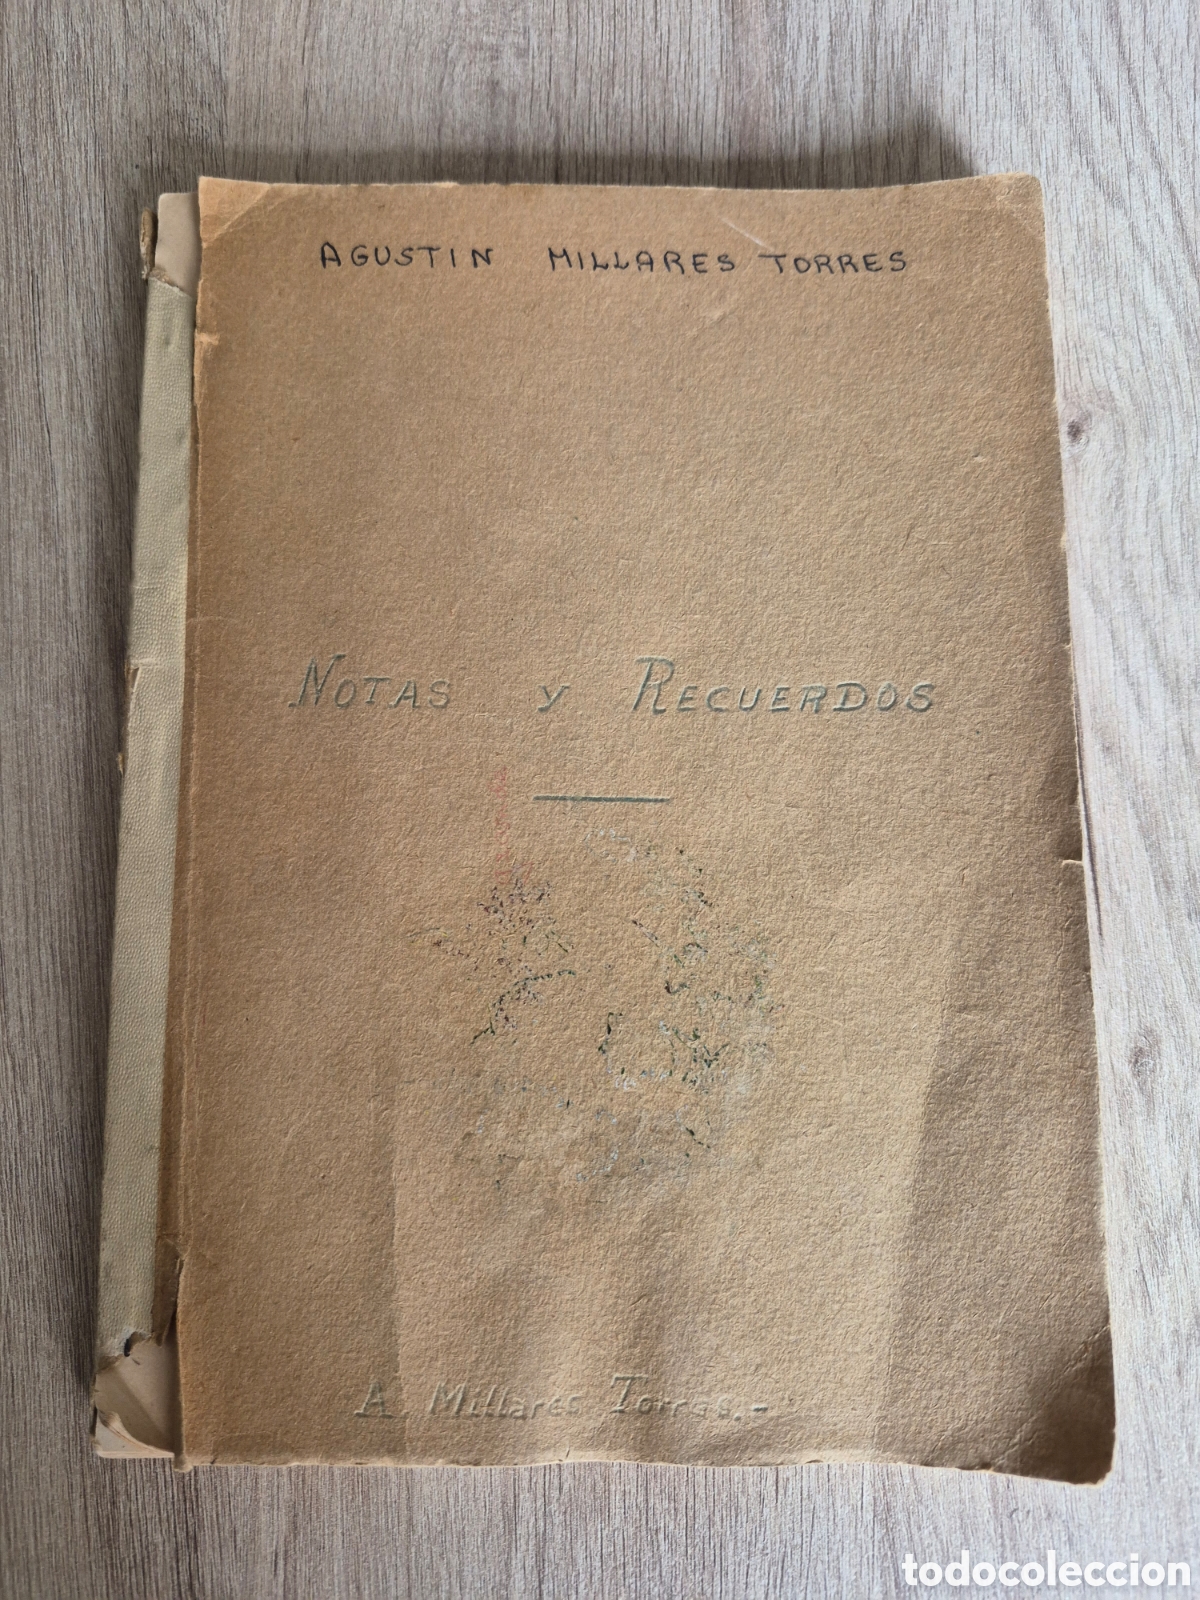 AGUSTIN MILLARES TORRES
NOTAS Y RECUERDOS
A. Millares Torres.-
todocoleccion